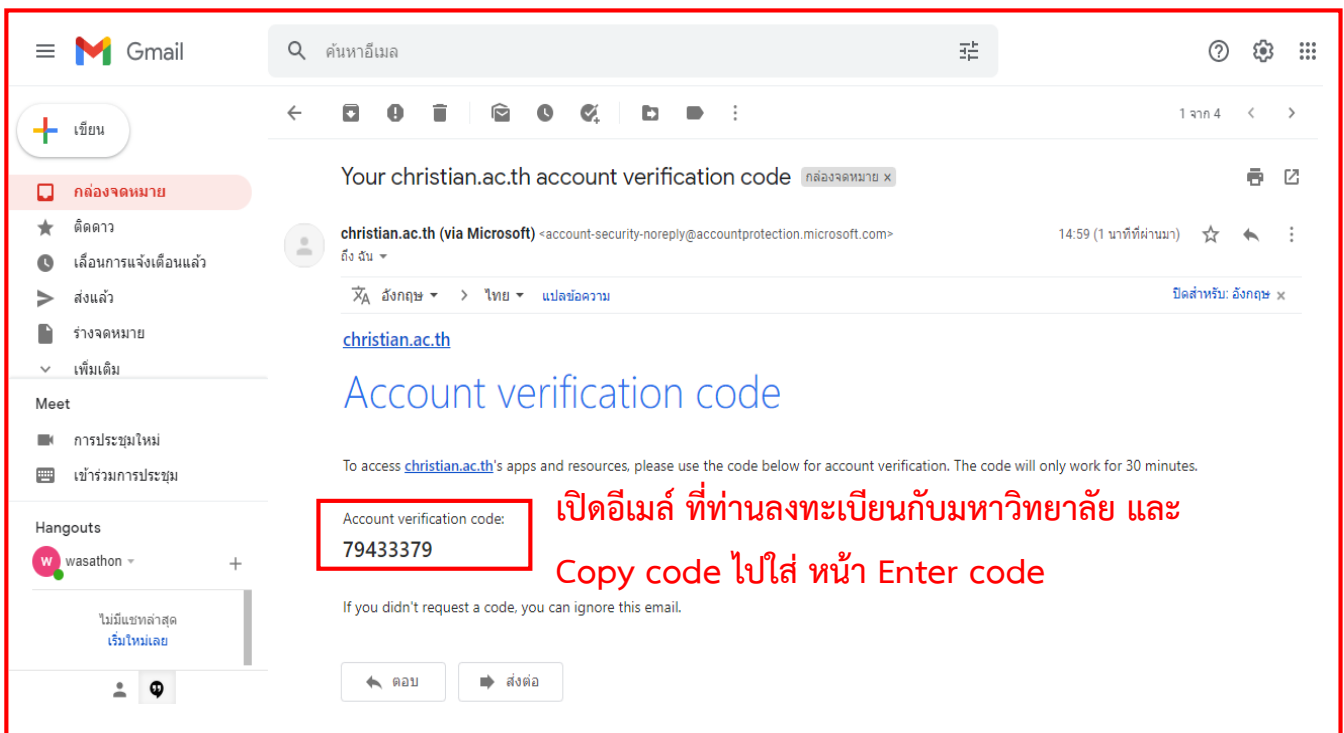 Gmail
ค้นหาอีเมล
เขียน
1 จาก 4
กล่องจดหมาย
ติดดาว
เลื่อนการแจ้งเตือนแล้ว
ส่งแล้ว
ร่างจดหมาย
เพิ่มเติม
Meet
การประชุมใหม่
เข้าร่วมการประชุม
Hangouts
W wasathon
ไม่มีแชทล่าสุด
เริ่มใหม่เลย
Your christian.ac.th account verification code กล่องจดหมาย x
christian.ac.th (via Microsoft) <account-security-noreply@accountprotection.microsoft.com> 14:59 (1 นาทีที่ผ่านมา)
ถึง ฉัน
อังกฤษ > ไทย แปลข้อความ ปิดสำหรับ: อังกฤษ x
christian.ac.th
Account verification code
To access christian.ac.th's apps and resources, please use the code below for account verification. The code will only work for 30 minutes.
Account verification code:
79433379
เปิดอีเมล์ ที่ท่านลงทะเบียนกับมหาวิทยาลัย และ
Copy code ไปใส่ หน้า Enter code
If you didn't request a code, you can ignore this email.
ตอบ ส่งต่อ